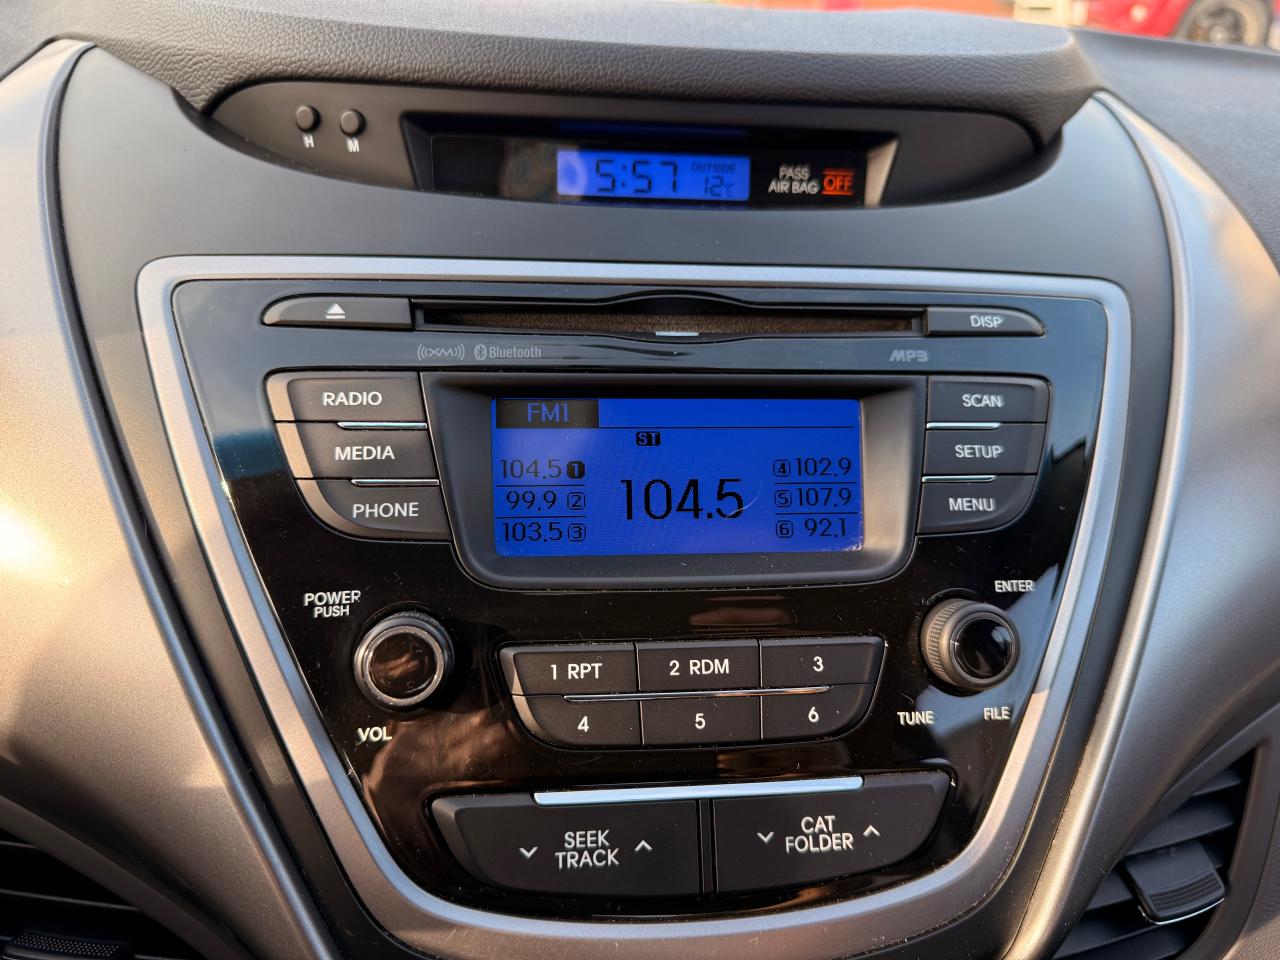 H M
5:57 OUTSIDE 12°C
PASS AIR BAG OFF
DISP
XM Bluetooth MP3
RADIO
MEDIA
PHONE
SCAN
SETUP
MENU
FM1
ST
104.5 1
99.9 2
103.5 3
104.5
4 102.9
5 107.9
6 92.1
POWER
PUSH
VOL
ENTER
TUNE FILE
1 RPT 2 RDM 3
4 5 6
SEEK
TRACK
CAT
FOLDER